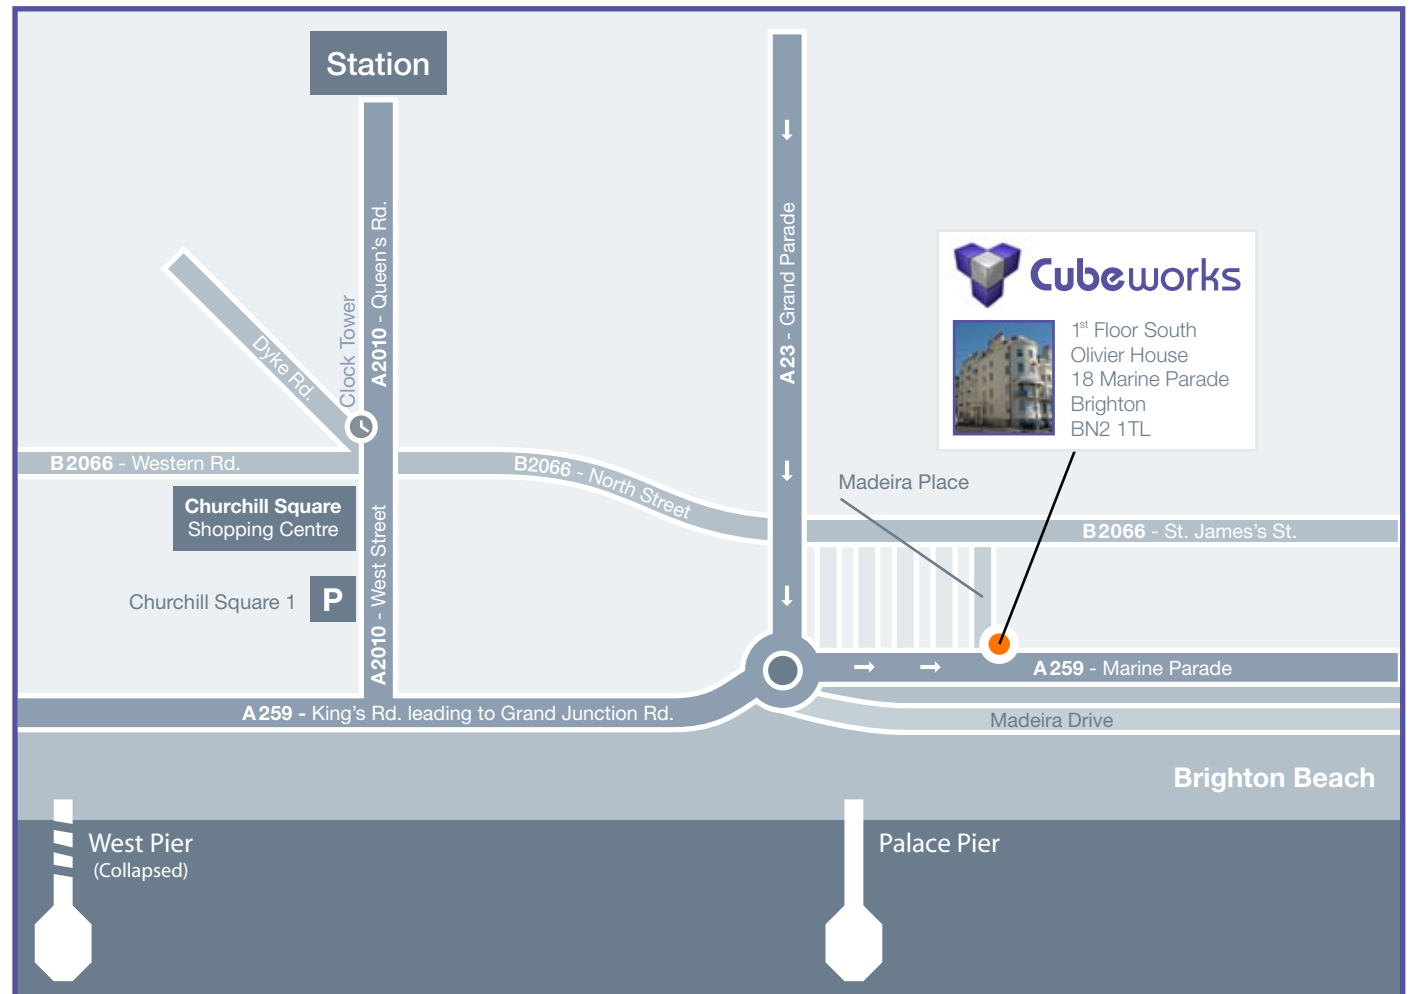 Station
A2010 - Queen's Rd.
A23 - Grand Parade
Cubeworks
1st Floor South
Olivier House
18 Marine Parade
Brighton
BN2 1TL
Clock Tower
Dyke Rd.
B2066 - Western Rd.
B2066 - North Street
Madeira Place
Churchill Square
Shopping Centre
B2066 - St. James's St.
A2010 - West Street
Churchill Square 1
P
A259 - Marine Parade
A259 - King's Rd. leading to Grand Junction Rd.
Madeira Drive
Brighton Beach
West Pier
(Collapsed)
Palace Pier